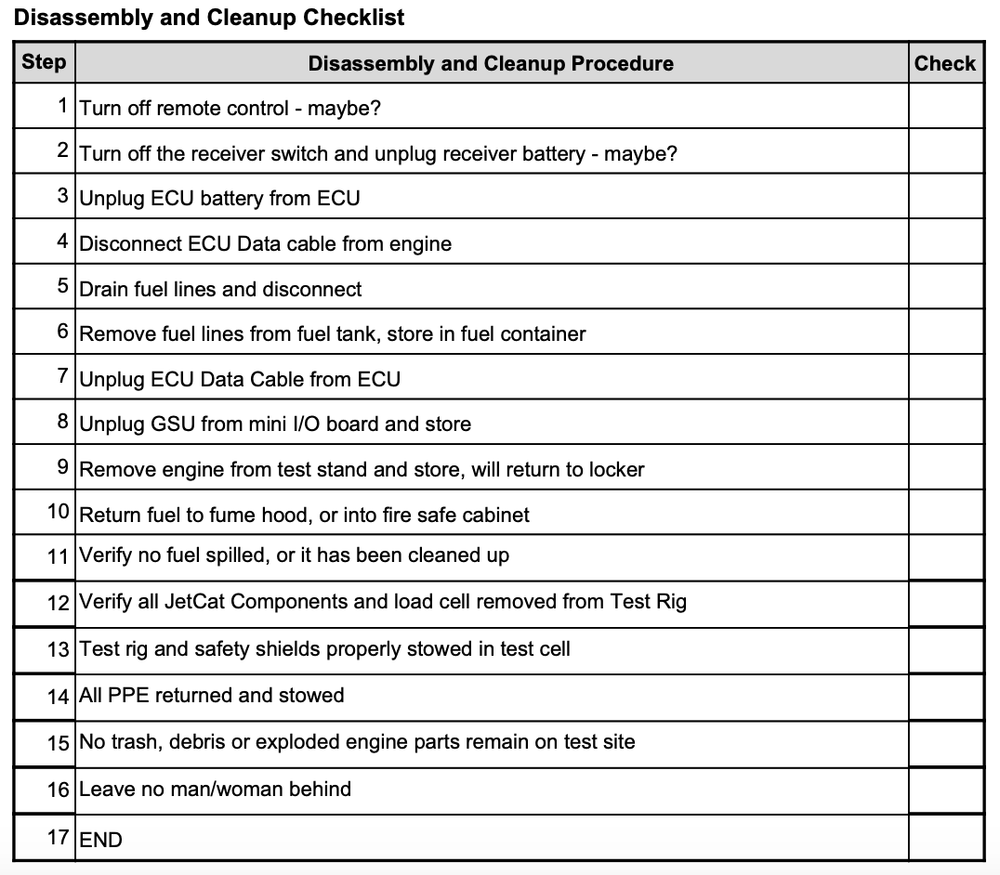 Disassembly and Cleanup Checklist
Step Disassembly and Cleanup Procedure Check
1 Turn off remote control - maybe?
2 Turn off the receiver switch and unplug receiver battery - maybe?
3 Unplug ECU battery from ECU
4 Disconnect ECU Data cable from engine
5 Drain fuel lines and disconnect
6 Remove fuel lines from fuel tank, store in fuel container
7 Unplug ECU Data Cable from ECU
8 Unplug GSU from mini I/O board and store
9 Remove engine from test stand and store, will return to locker
10 Return fuel to fume hood, or into fire safe cabinet
11 Verify no fuel spilled, or it has been cleaned up
12 Verify all JetCat Components and load cell removed from Test Rig
13 Test rig and safety shields properly stowed in test cell
14 All PPE returned and stowed
15 No trash, debris or exploded engine parts remain on test site
16 Leave no man/woman behind
17 END